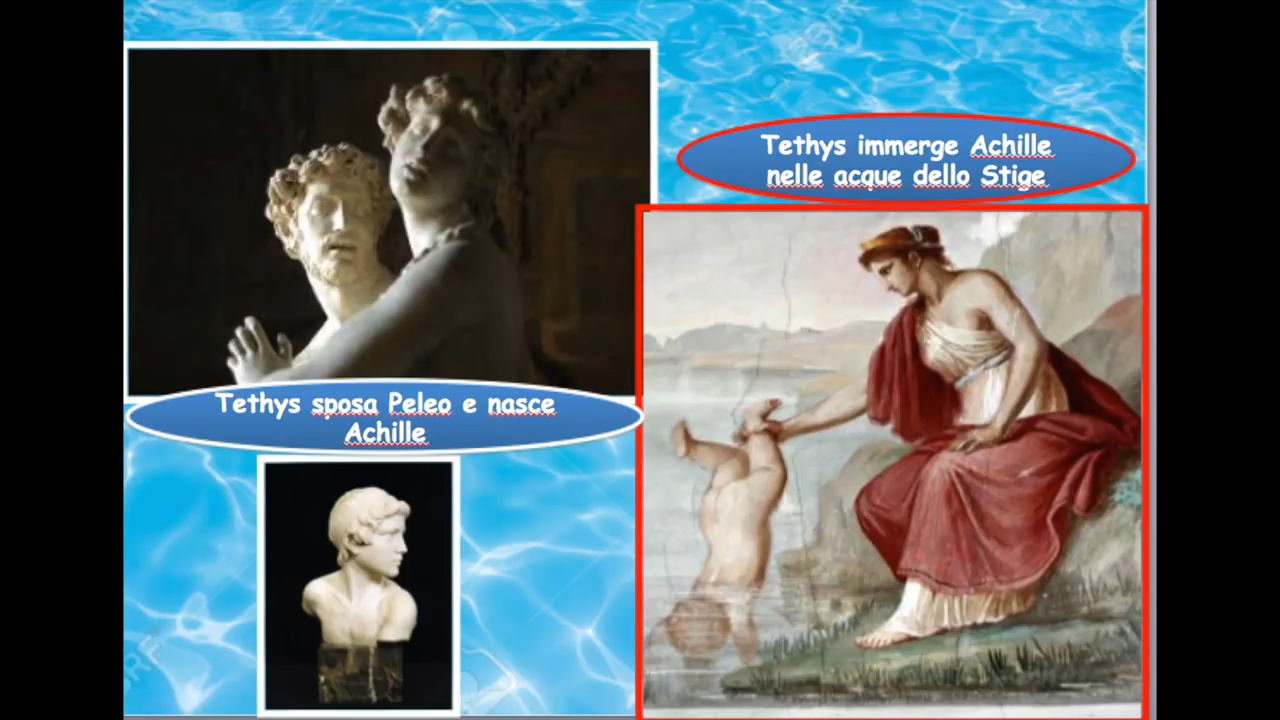 Tethys immerge Achille
nelle acque dello Stige
Tethys sposa Peleo e nasce
Achille